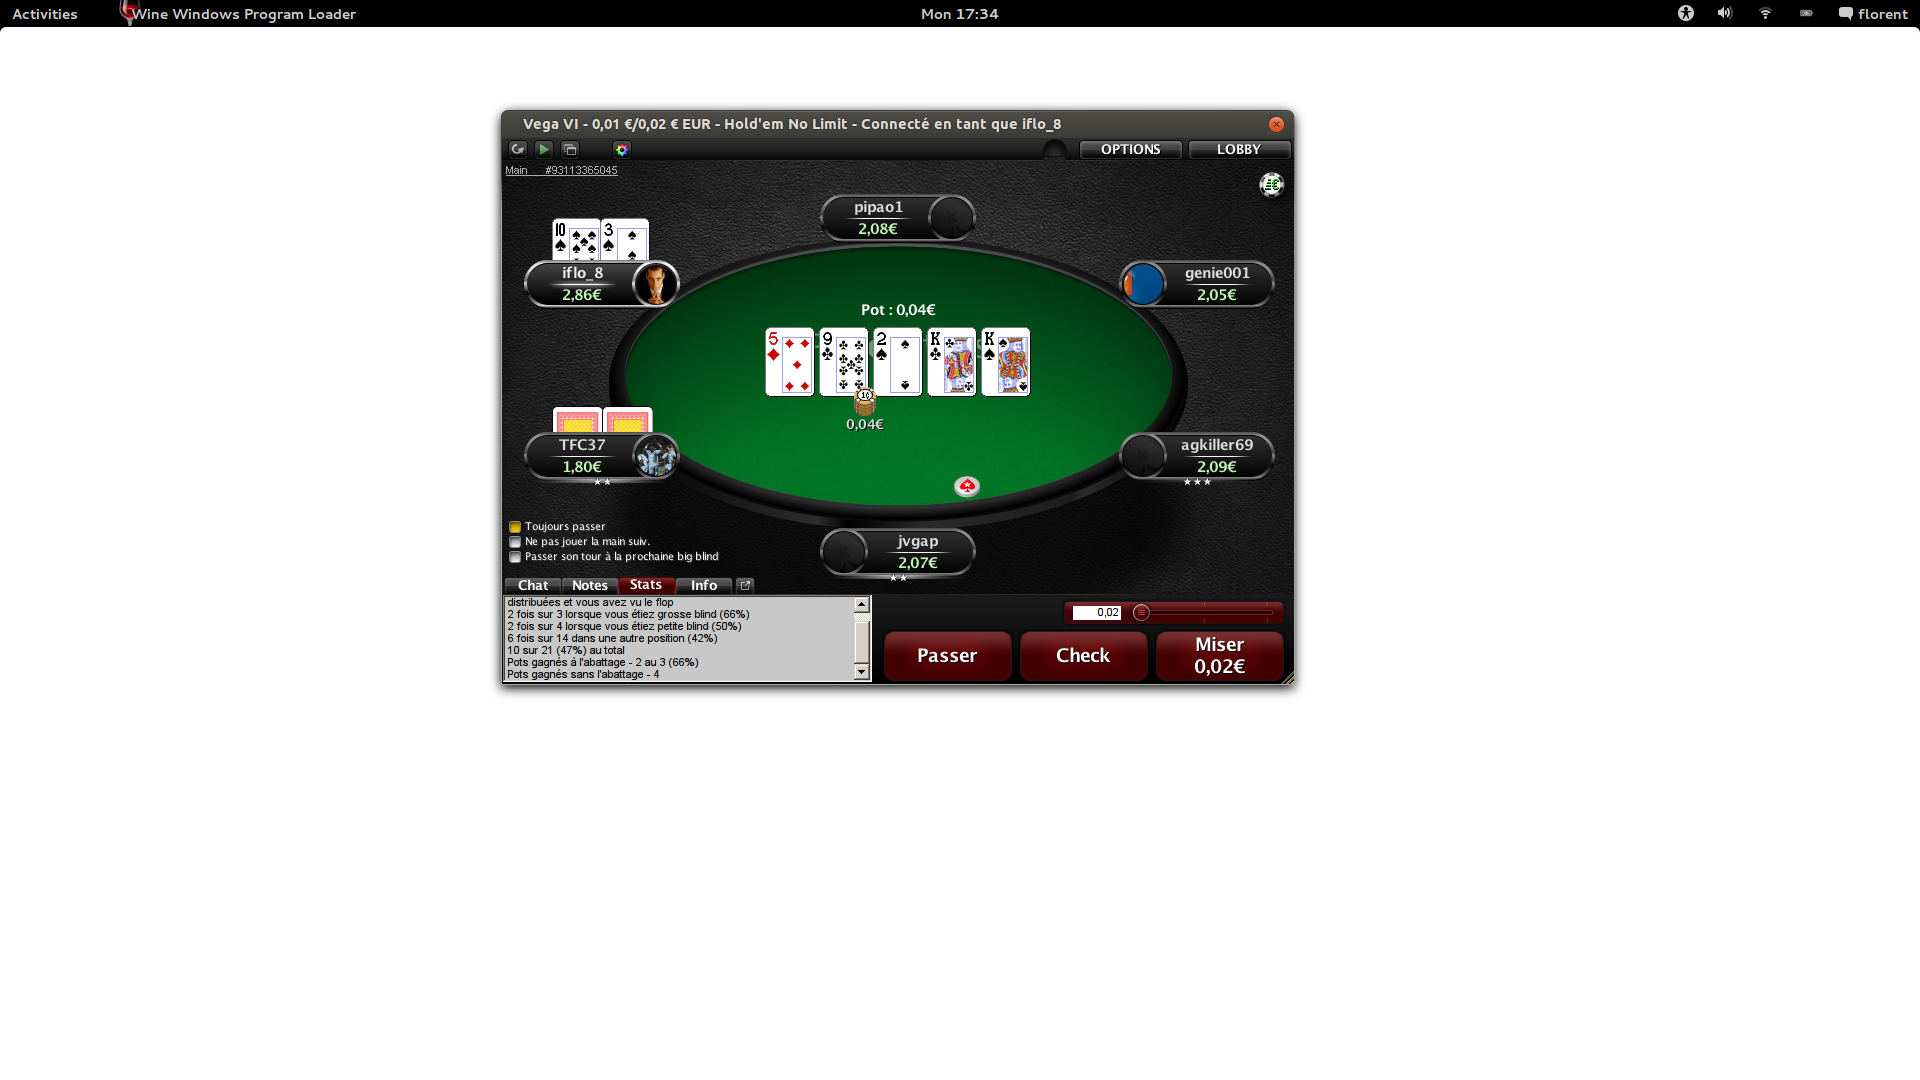 Activities
Wine Windows Program Loader
Mon 17:34
florent
Vega VI - 0,01 €/0,02 € EUR - Hold'em No Limit - Connecté en tant que iflo_8
OPTIONS
LOBBY
Main #93113365045
pipao1
2,08€
10
3
iflo_8
2,86€
genie001
2,05€
Pot : 0,04€
5
9
2
K
K
1¢
0,04€
TFC37
1,80€
agkiller69
2,09€
jvgap
2,07€
Toujours passer
Ne pas jouer la main suiv.
Passer son tour à la prochaine big blind
Chat
Notes
Stats
Info
distribuées et vous avez vu le flop
2 fois sur 3 lorsque vous étiez grosse blind (66%)
2 fois sur 4 lorsque vous étiez petite blind (50%)
6 fois sur 14 dans une autre position (42%)
10 sur 21 (47%) au total
Pots gagnés à l'abattage - 2 au 3 (66%)
Pots gagnés sans l'abattage - 4
0,02
Passer
Check
Miser
0,02€